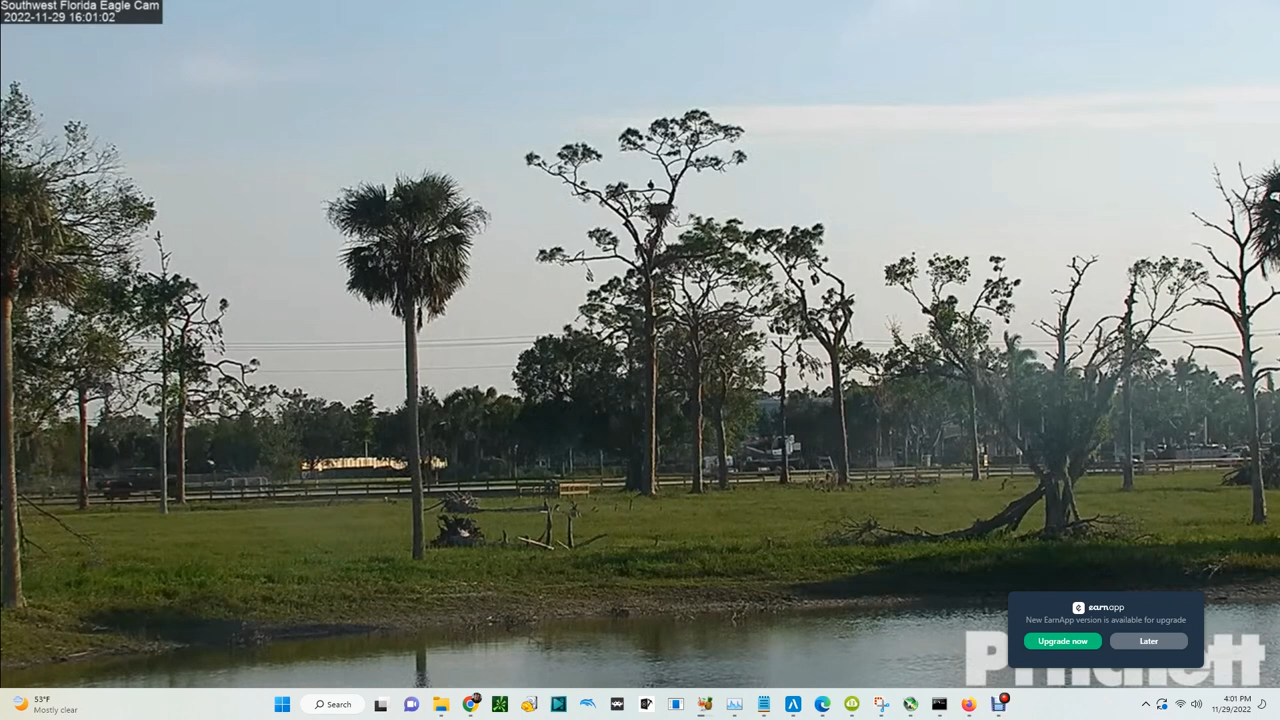 Southwest Florida Eagle Cam
2022-11-29 16:01:02
earnapp
New EarnApp version is available for upgrade
Upgrade now
Later
53°F
Mostly clear
Search
4:01 PM
11/29/2022